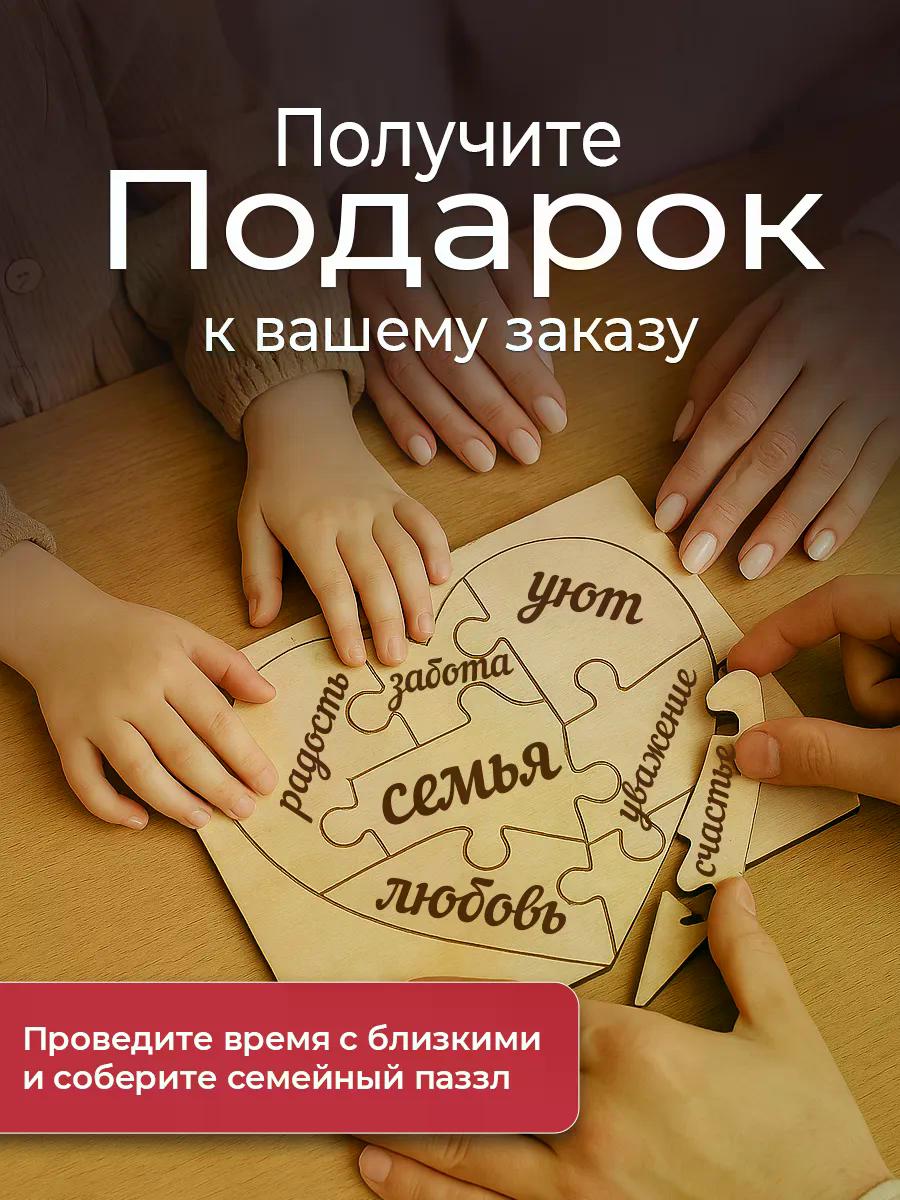 Получите
Подарок
к вашему заказу
уют
забота
радость
уважение
семья
счастье
любовь
Проведите время с близкими
и соберите семейный паззл